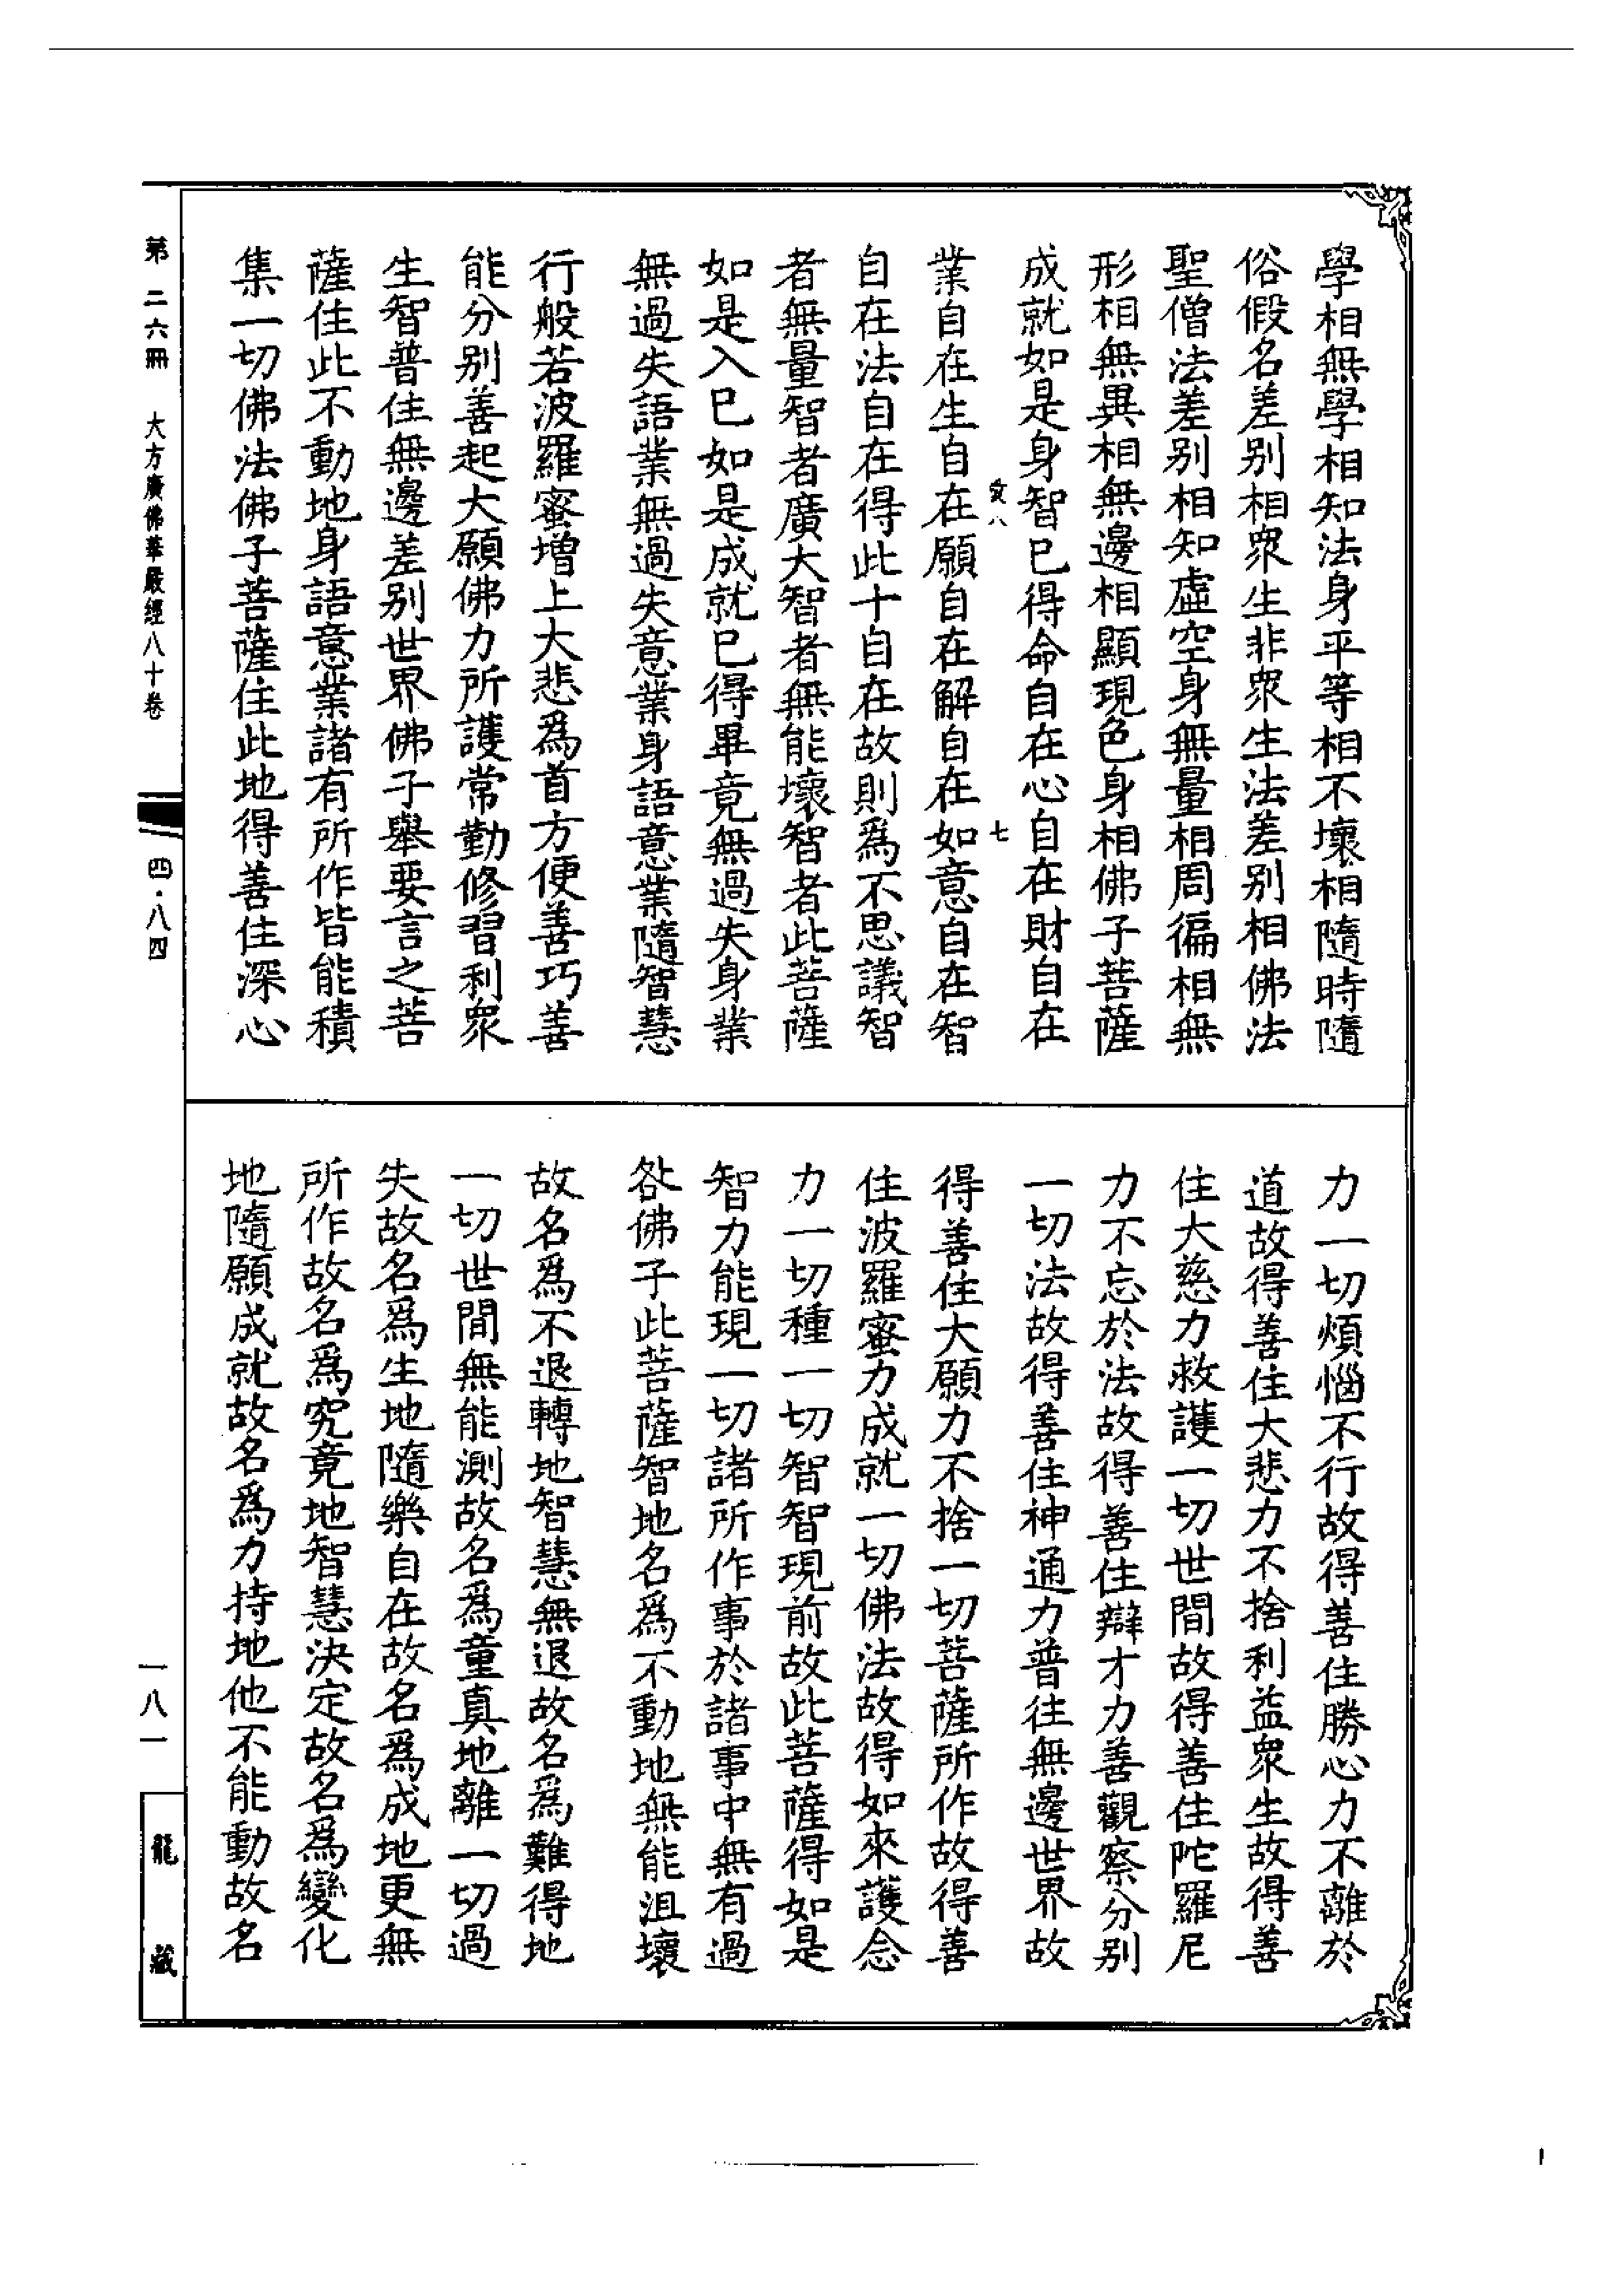 學相無學相知法身平等相不壞相隨時隨
俗假名差別相眾生非眾生法差別相佛法
聖僧法差別相知虛空身無量相周徧相無
形相無異相無邊相顯現色身相佛子菩薩
成就如是身智已得命自在心自在財自在
業自在生自在願自在解自在如意自在智
自在法自在得此十自在故則為不思議智
者無量智者廣大智者無能壞智者此菩薩
如是入已如是成就已得畢竟無過失身業
無過失語業無過失意業身語意業隨智慧
行般若波羅蜜增上大悲為首方便善巧善
能分別善起大願佛力所護常勤修習利眾
生智普住無邊差別世界佛子舉要言之菩
薩住此不動地身語意業諸有所作皆能積
集一切佛法佛子菩薩住此地得善住深心
力一切煩惱不行故得善住勝心力不離於
道故得善住大悲力不捨利益眾生故得善
住大慈力救護一切世間故得善住陀羅尼
力不忘於法故得善住辯才力善觀察分別
一切法故得善住神通力普往無邊世界故
得善住大願力不捨一切菩薩所作故得善
住波羅蜜力成就一切佛法故得如來護念
力一切種一切智智現前故此菩薩得如是
智力能現一切諸所作事於諸事中無有過
咎佛子此菩薩智地名為不動地無能沮壞
故名為不退轉地智慧無退故名為難得地
一切世間無能測故名為童真地離一切過
失故名為生地隨樂自在故名為成地更無
所作故名為究竟地智慧決定故名為變化
地隨願成就故名為力持地他不能動故名
第二六冊　大方廣佛華嚴經八十卷
四·八四
一八一
龍藏
八
七